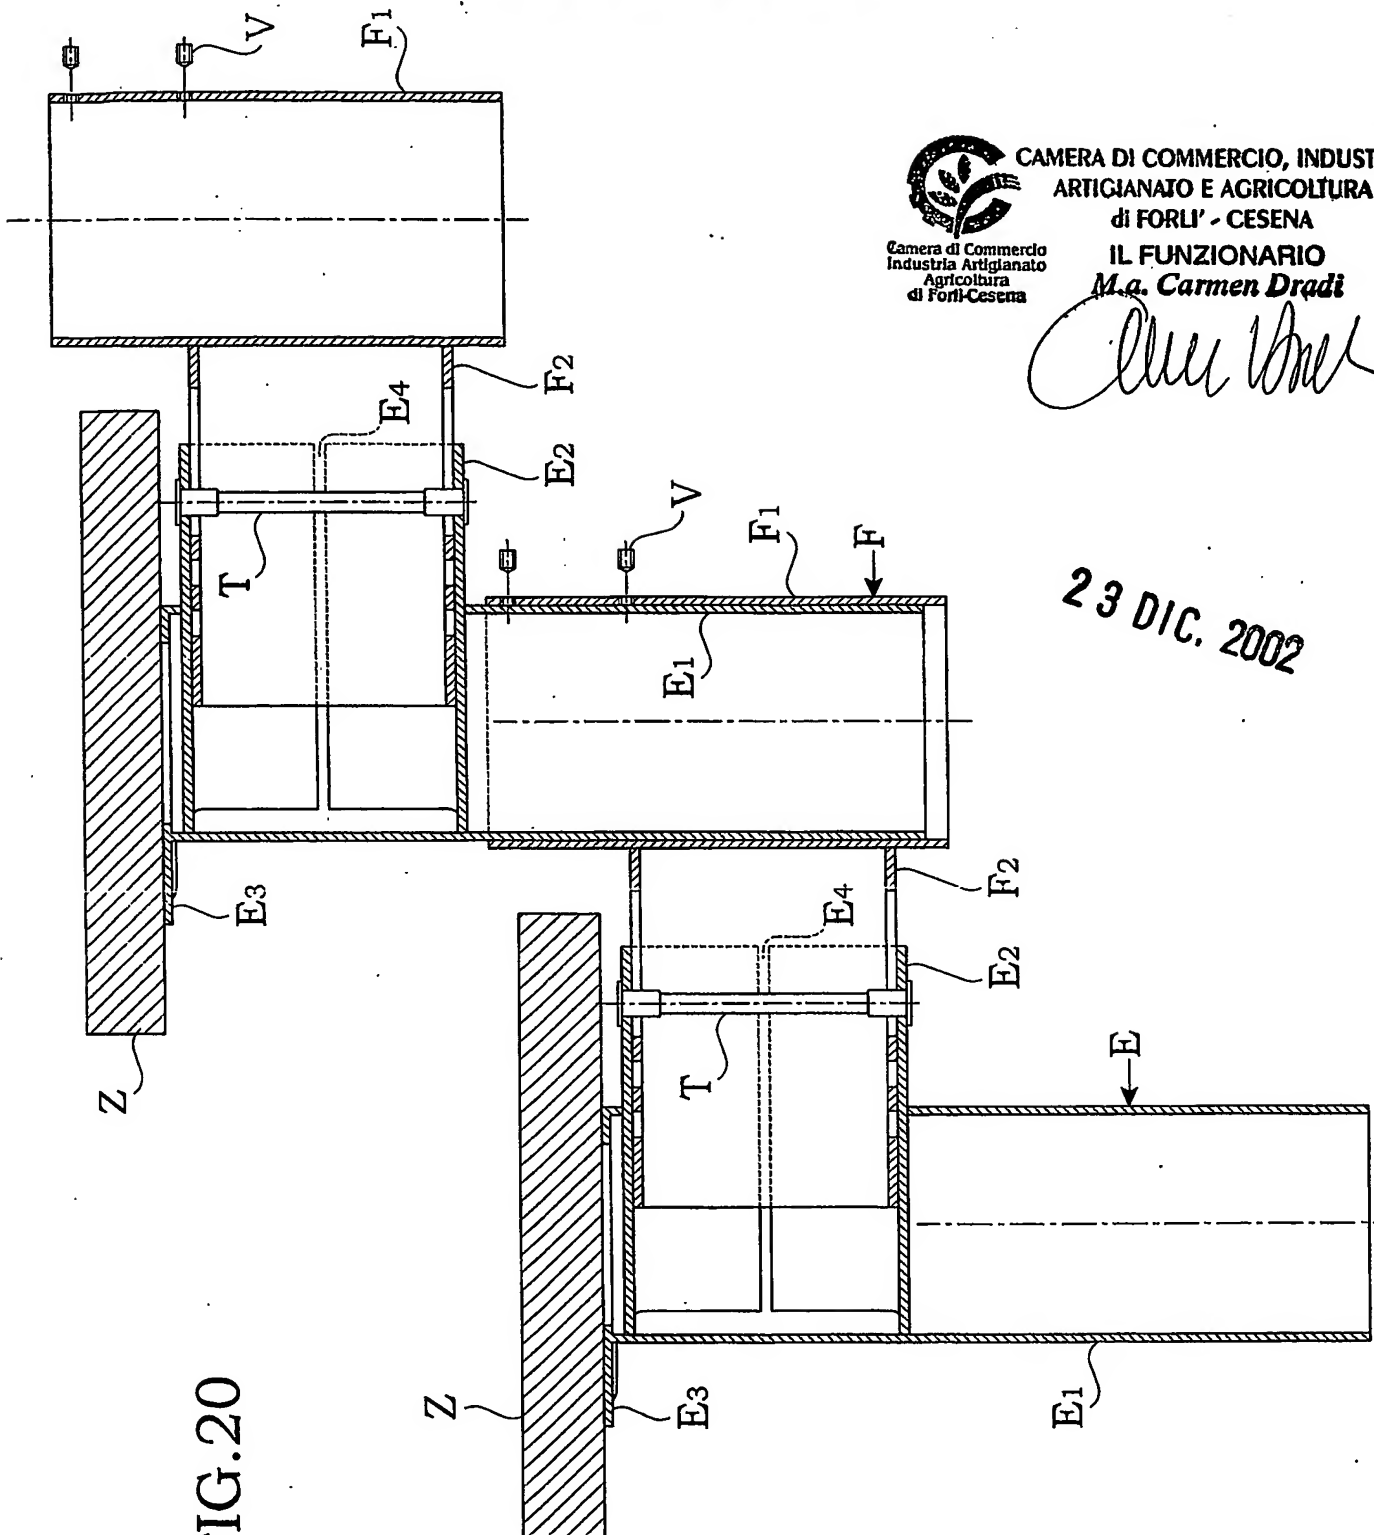 V
F1
CAMERA DI COMMERCIO, INDUST
ARTIGIANATO E AGRICOLTURA
di FORLI' - CESENA
IL FUNZIONARIO
M.a. Carmen Dradi
Camera di Commercio
Industria Artigianato
Agricoltura
di Forlì-Cesena
F2
E4
E2
T
V
F1
F
E1
23 DIC. 2002
E3
Z
F2
E4
E2
T
E
Z
E3
E1
FIG.20